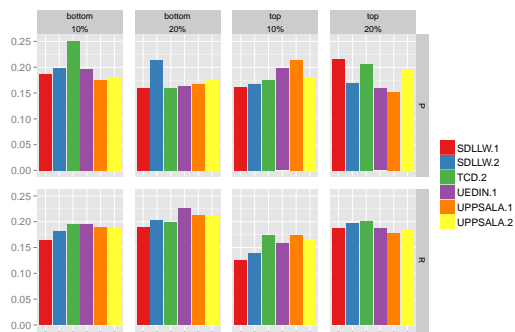 bottom bottom top top
10% 20% 10% 20%
0.25
0.20
0.15
0.10
0.05
0.00
P
SDLLW.1
SDLLW.2
TCD.2
UEDIN.1
UPPSALA.1
UPPSALA.2
0.25
0.20
0.15
0.10
0.05
0.00
R